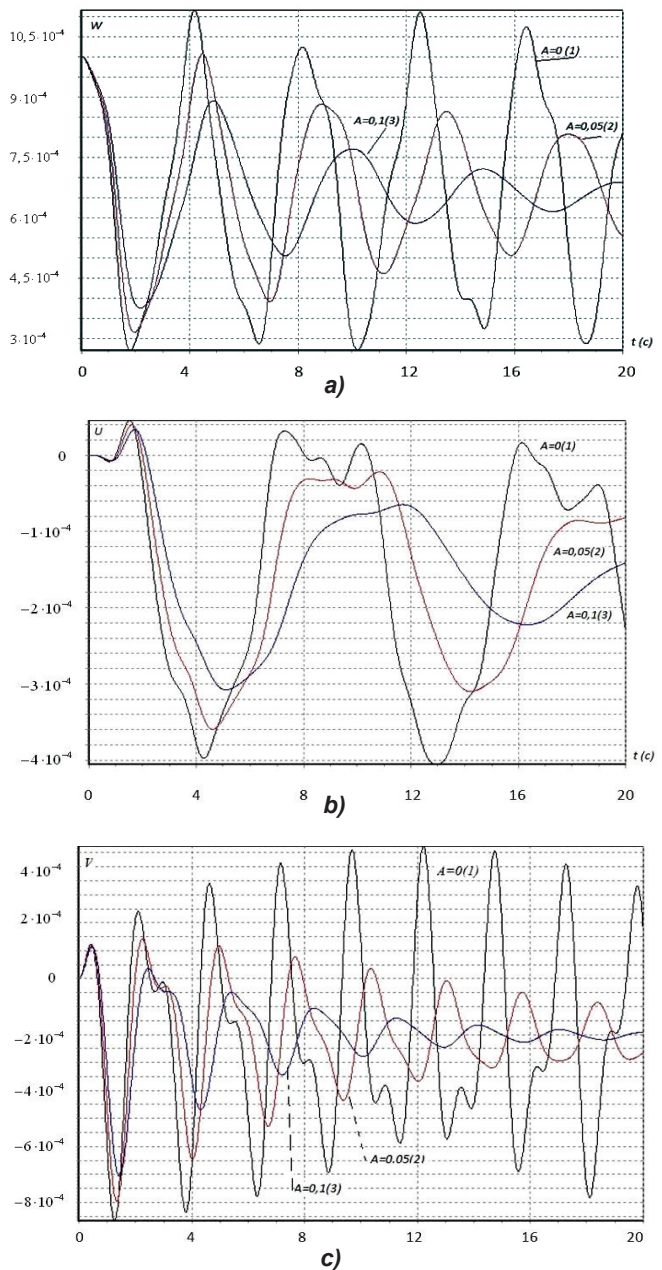 W
10,5·10⁻⁴
A=0 (1)
9·10⁻⁴
A=0,1(3)
A=0,05(2)
7,5·10⁻⁴
6·10⁻⁴
4,5·10⁻⁴
3·10⁻⁴
t (c)
0 4 8 12 16 20
a)
U
A=0(1)
0
−1·10⁻⁴
A=0,05(2)
−2·10⁻⁴
A=0,1(3)
−3·10⁻⁴
−4·10⁻⁴
t (c)
0 4 8 12 16 20
b)
V
A=0(1)
4·10⁻⁴
2·10⁻⁴
0
−2·10⁻⁴
−4·10⁻⁴
−6·10⁻⁴
A=0.05(2)
A=0,1(3)
−8·10⁻⁴
0 4 8 12 16 20
c)